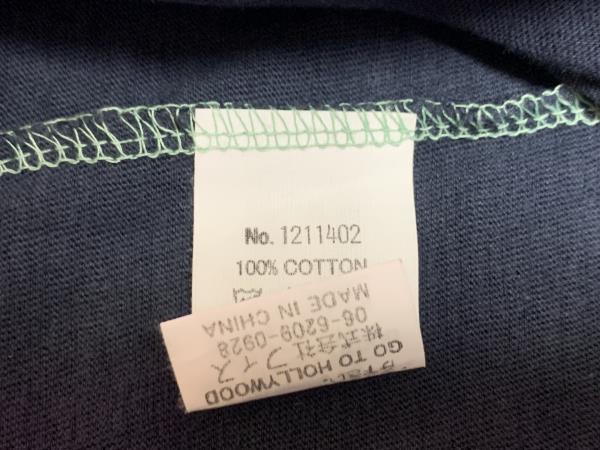 No. 1211402
100% COTTON
GO TO HOLLYWOOD
株式会社 フィス
06-6209-0928
MADE IN CHINA